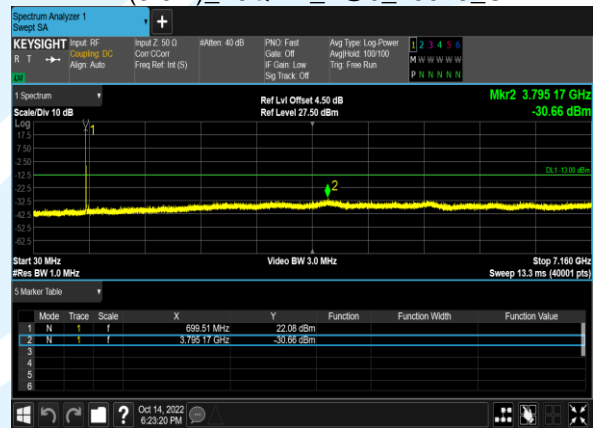 Spectrum Analyzer 1
Swept SA
+
KEYSIGHT
R T
LW
Input: RF
Coupling: DC
Align: Auto
Input Z: 50 Ω
Corr CCorr
Freq Ref: Int (S)
#Atten: 40 dB
PNO: Fast
Gate: Off
IF Gain: Low
Sig Track: Off
Avg Type: Log-Power
Avg|Hold: 100/100
Trig: Free Run
1 2 3 4 5 6
M W W W W W
P N N N N N
1 Spectrum
Scale/Div 10 dB
Ref Lvl Offset 4.50 dB
Ref Level 27.50 dBm
Mkr2 3.795 17 GHz
-30.66 dBm
Log
17.5
7.50
-2.50
-12.5
-22.5
-32.5
-42.5
-52.5
-62.5
1
2
DL1 -13.00 dBm
Start 30 MHz
#Res BW 1.0 MHz
Video BW 3.0 MHz
Stop 7.160 GHz
Sweep 13.3 ms (40001 pts)
5 Marker Table
Mode Trace Scale X Y Function Function Width Function Value
1 N 1 f 699.51 MHz 22.08 dBm
2 N 1 f 3.795 17 GHz -30.66 dBm
3
4
5
6
?
Oct 14, 2022
6:23:20 PM